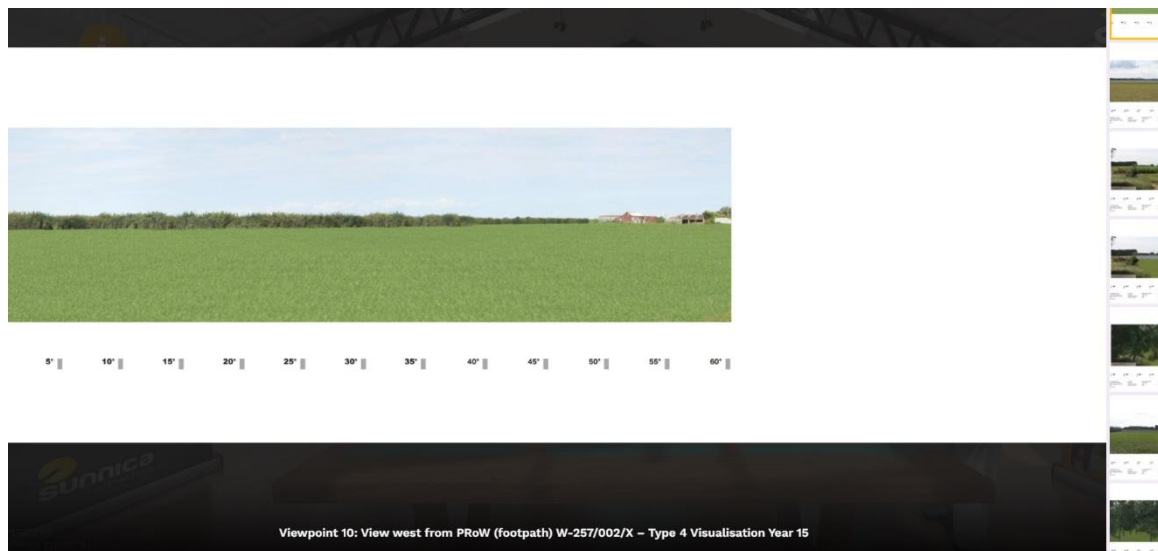 5° 10° 15° 20° 25° 30° 35° 40° 45° 50° 55° 60°
sunnica
Viewpoint 10: View west from PRoW (footpath) W-257/002/X – Type 4 Visualisation Year 15